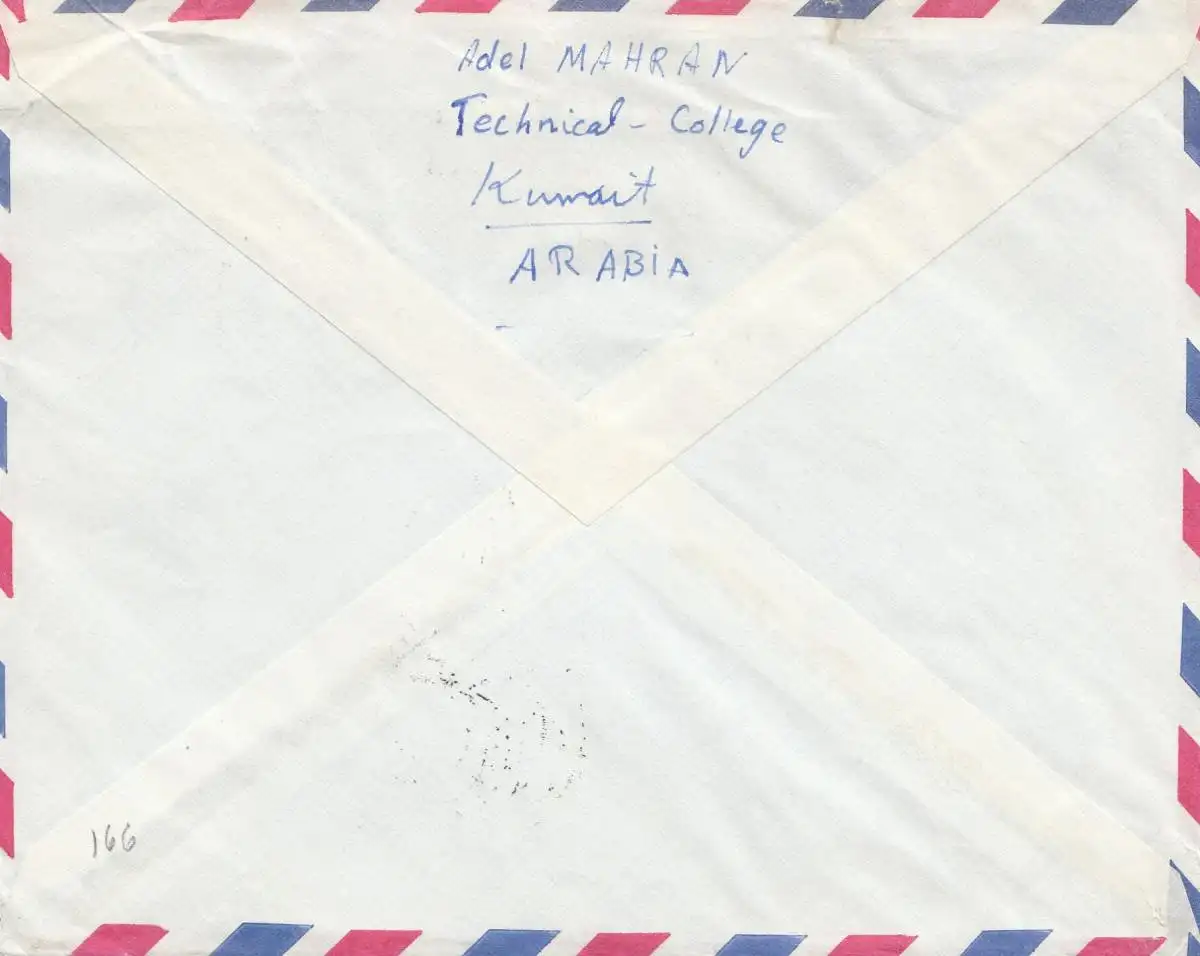 Adel MAHRAN
Technical - College
Kuwait
ARABIA
166